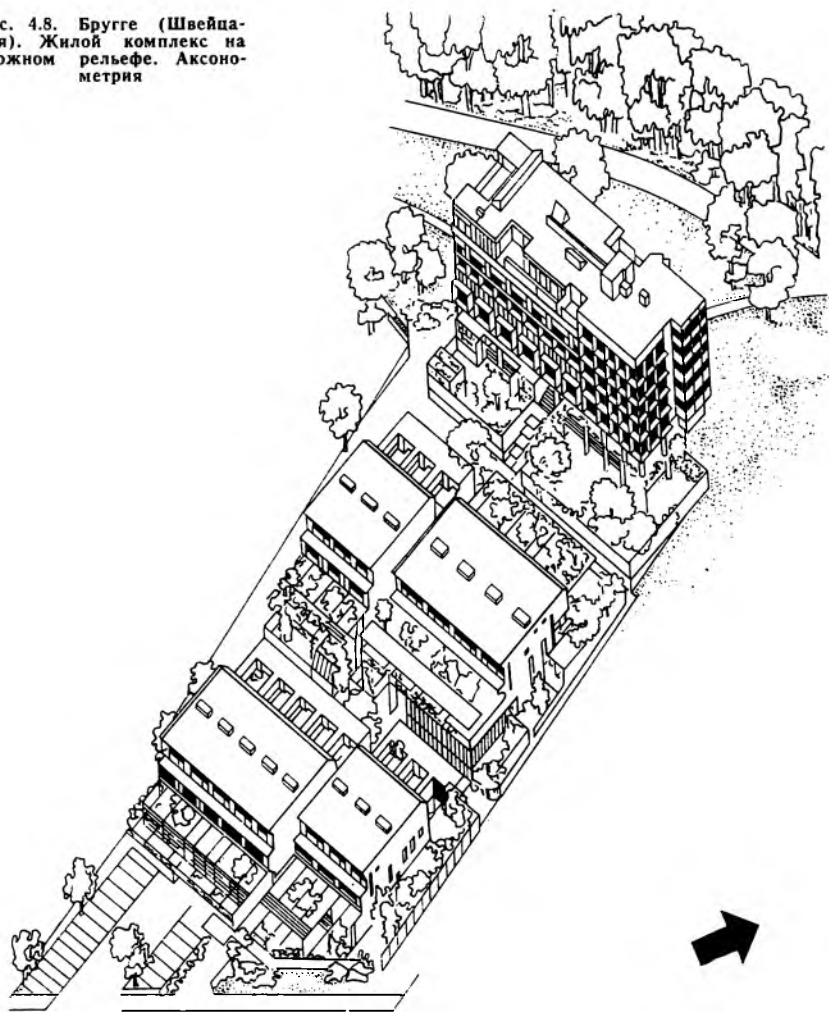 с. 4.8. Бругге (Швейца-
я). Жилой комплекс на
ожном рельефе. Аксоно-
метрия